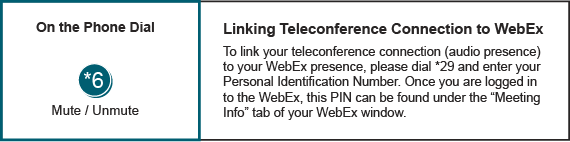 On the Phone Dial
*6
Mute / Unmute
Linking Teleconference Connection to WebEx
To link your teleconference connection (audio presence)
to your WebEx presence, please dial *29 and enter your
Personal Identification Number. Once you are logged in
to the WebEx, this PIN can be found under the “Meeting
Info” tab of your WebEx window.